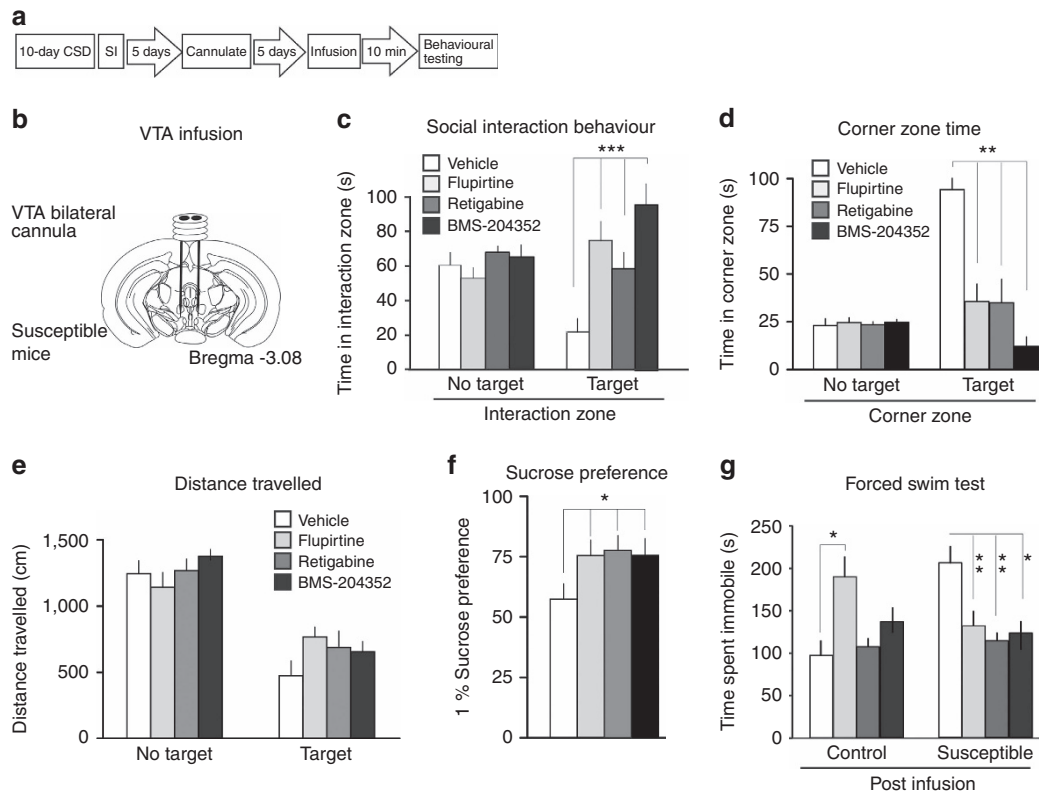 a
10-day CSD SI 5 days Cannulate 5 days Infusion 10 min Behavioural testing
b
VTA infusion
VTA bilateral
cannula
Susceptible
mice
Bregma -3.08
c
Social interaction behaviour
***
Vehicle
Flupirtine
Retigabine
BMS-204352
Time in interaction zone (s)
100
80
60
40
20
0
No target Target
Interaction zone
d
Corner zone time
**
Vehicle
Flupirtine
Retigabine
BMS-204352
Time in corner zone (s)
100
75
50
25
0
No target Target
Corner zone
e
Distance travelled
Vehicle
Flupirtine
Retigabine
BMS-204352
Distance travelled (cm)
1,500
1,000
500
0
No target Target
f
Sucrose preference
*
1 % Sucrose preference
100
75
50
25
0
g
Forced swim test
* ** ** *
Time spent immobile (s)
250
200
150
100
50
0
Control Susceptible
Post infusion